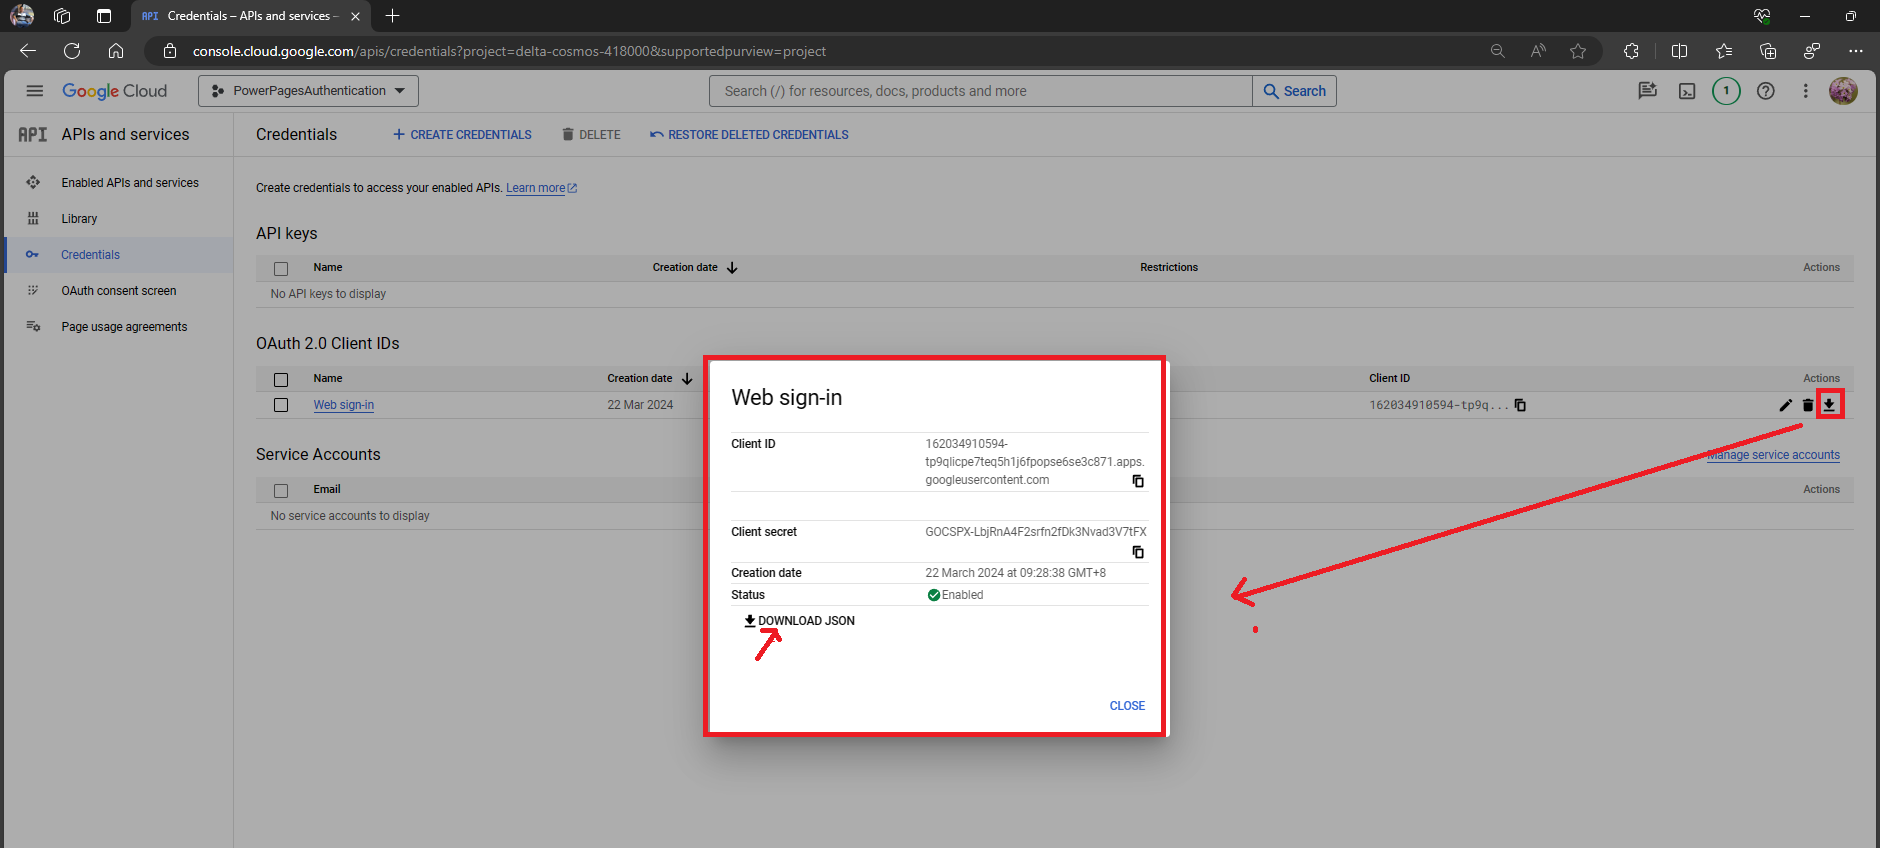 Credentials – APIs and services –
console.cloud.google.com/apis/credentials?project=delta-cosmos-418000&supportedpurview=project
Google Cloud
PowerPagesAuthentication
Search (/) for resources, docs, products and more
Search
1
API APIs and services
Credentials
CREATE CREDENTIALS
DELETE
RESTORE DELETED CREDENTIALS
Enabled APIs and services
Library
Credentials
OAuth consent screen
Page usage agreements
Create credentials to access your enabled APIs. Learn more
API keys
Name Creation date Restrictions Actions
No API keys to display
OAuth 2.0 Client IDs
Name Creation date Client ID Actions
Web sign-in 22 Mar 2024 162034910594-tp9q...
Service Accounts
Manage service accounts
Email Actions
No service accounts to display
Web sign-in
Client ID 162034910594-
tp9qlicpe7teq5h1j6fpopse6se3c871.apps.
googleusercontent.com
Client secret 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
Creation date 22 March 2024 at 09:28:38 GMT+8
Status Enabled
DOWNLOAD JSON
CLOSE